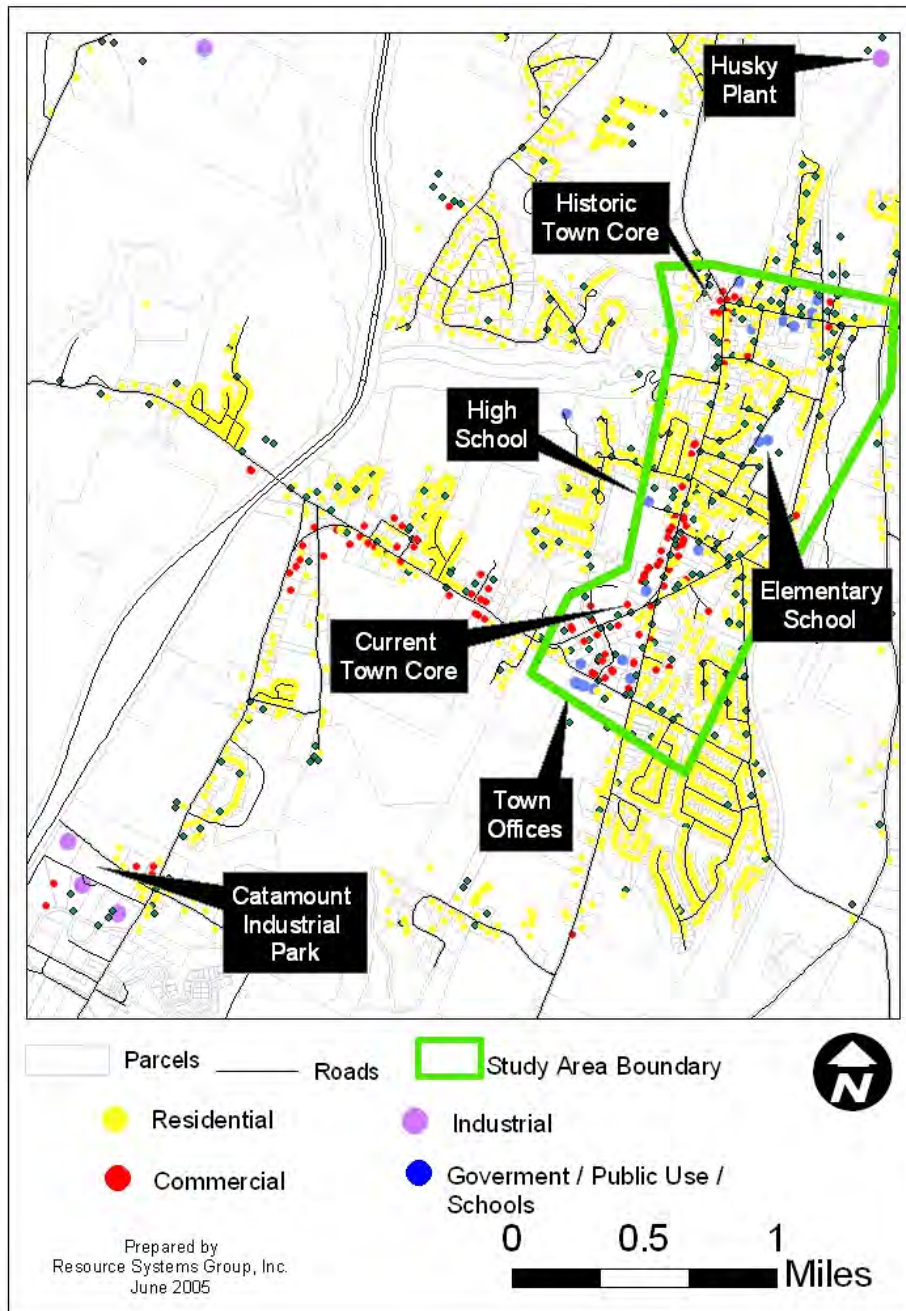 Husky
Plant
Historic
Town Core
High
School
Elementary
School
Current
Town Core
Town
Offices
Catamount
Industrial
Park
Parcels
Roads
Study Area Boundary
N
Residential
Industrial
Commercial
Goverment / Public Use /
Schools
0 0.5 1
Miles
Prepared by
Resource Systems Group, Inc.
June 2005